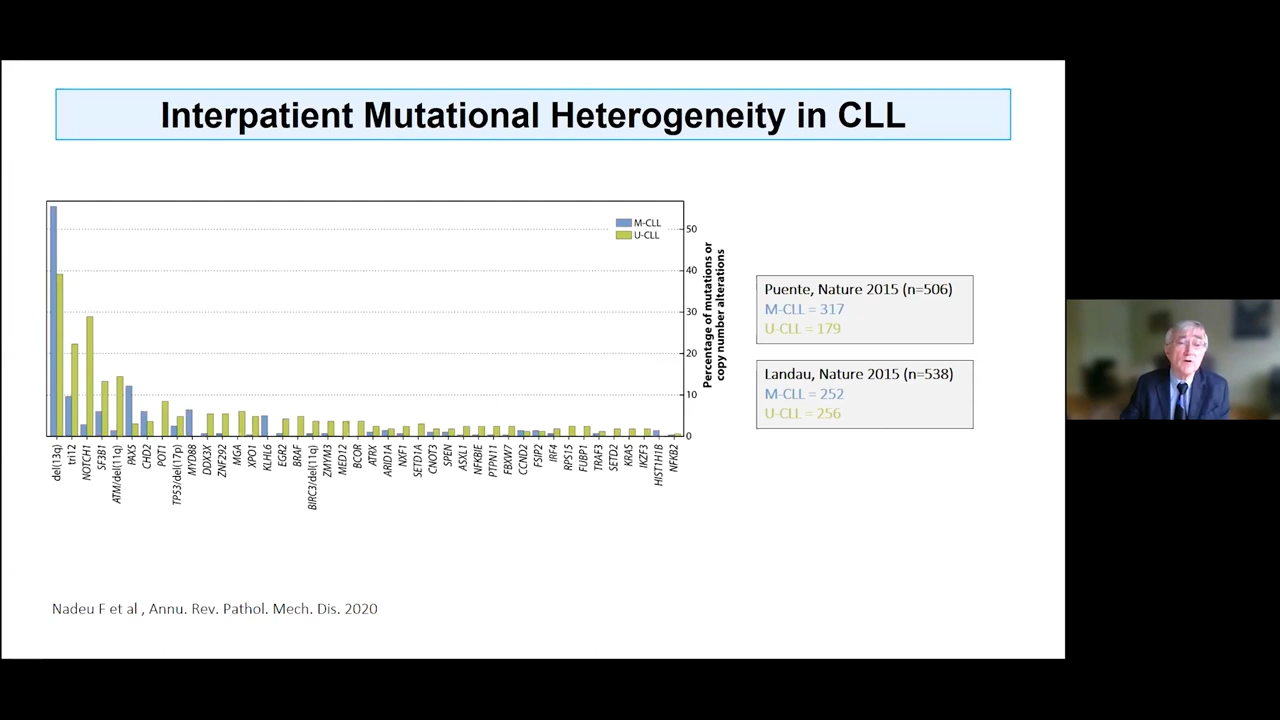 Interpatient Mutational Heterogeneity in CLL
M-CLL
U-CLL
50
40
30
20
10
0
Percentage of mutations or
copy number alterations
del(13q)
tri12
NOTCH1
SF3B1
ATM/del(11q)
PAX5
CHD2
POT1
TP53/del(17p)
MYD88
DDX3X
ZNF292
MGA
XPO1
KLHL6
EGR2
BRAF
BIRC3/del(11q)
ZMYM3
MED12
BCOR
ATRX
ARID1A
NXF1
SETD1A
CNOT3
SPEN
ASXL1
NFKBIE
PTPN11
FBXW7
CCND2
FSIP2
IRF4
RPS15
FUBP1
TRAF3
SETD2
KRAS
IKZF3
HIST1H1B
NFKB2
Puente, Nature 2015 (n=506)
M-CLL = 317
U-CLL = 179
Landau, Nature 2015 (n=538)
M-CLL = 252
U-CLL = 256
Nadeu F et al , Annu. Rev. Pathol. Mech. Dis. 2020